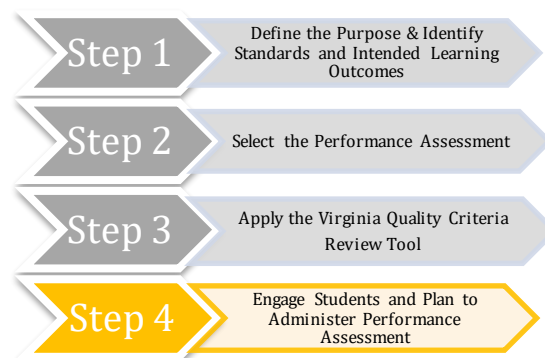 Step 1
Define the Purpose & Identify
Standards and Intended Learning
Outcomes
Step 2
Select the Performance Assessment
Step 3
Apply the Virginia Quality Criteria
Review Tool
Step 4
Engage Students and Plan to
Administer Performance
Assessment